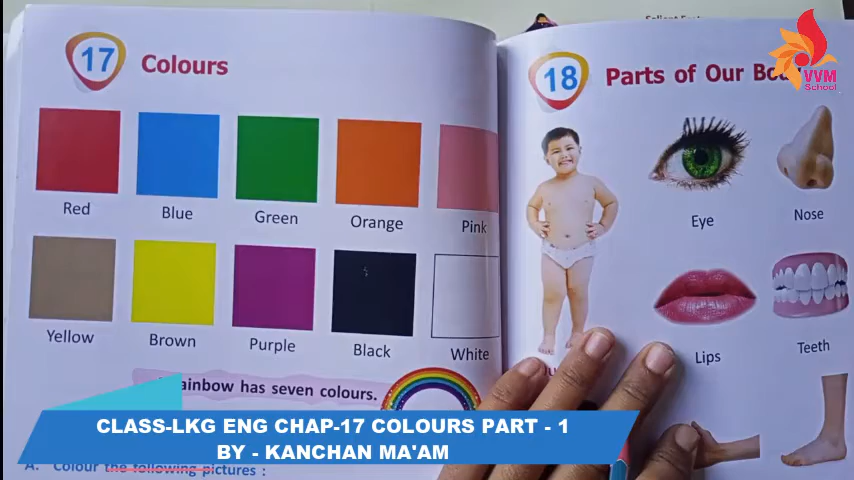 17 Colours
Red Blue Green Orange Pink
Yellow Brown Purple Black White
ainbow has seven colours.
A. Colour the following pictures :
18 Parts of Our Bo
Eye Nose
Lips Teeth
VVM
School
CLASS-LKG ENG CHAP-17 COLOURS PART - 1
BY - KANCHAN MA'AM